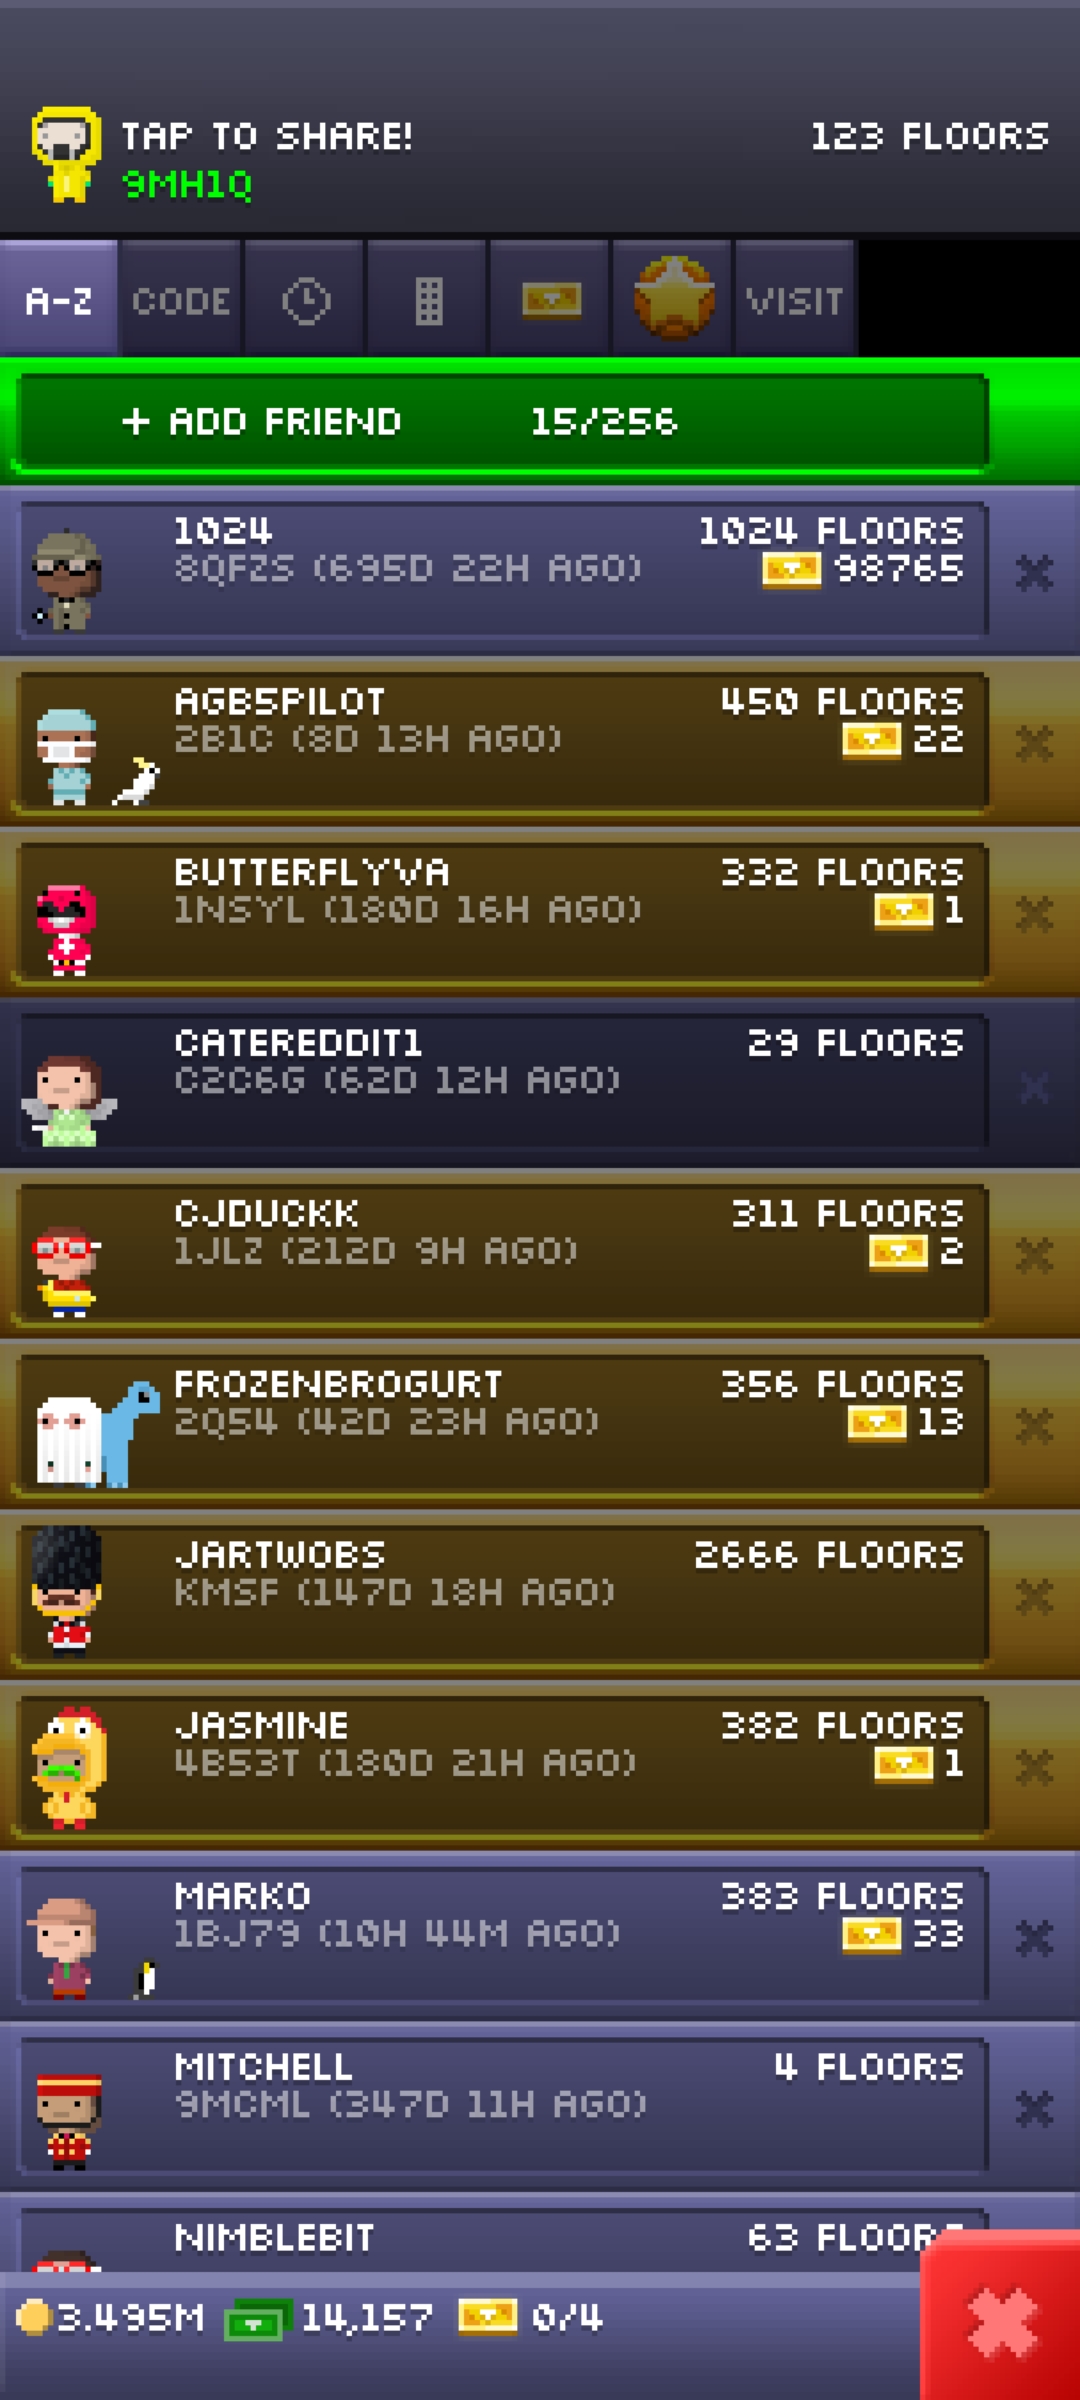 TAP TO SHARE! 123 FLOORS
9MH1Q
A-Z CODE VISIT
+ ADD FRIEND 15/256
1024 1024 FLOORS
8QFZS (695D 22H AGO) 98765
AGB5PILOT 450 FLOORS
2B1C (8D 13H AGO) 22
BUTTERFLYVA 332 FLOORS
1NSYL (180D 16H AGO) 1
CATEREDDIT1 29 FLOORS
C2C6G (62D 12H AGO)
CJDUCKK 311 FLOORS
1JLZ (212D 9H AGO) 2
FROZENBROGURT 356 FLOORS
2Q54 (42D 23H AGO) 13
JARTWOBS 2666 FLOORS
KMSF (147D 18H AGO)
JASMINE 382 FLOORS
4B53T (180D 21H AGO) 1
MARKO 383 FLOORS
1BJ79 (10H 44M AGO) 33
MITCHELL 4 FLOORS
9MCML (347D 11H AGO)
NIMBLEBIT 63 FLOORS
3.495M 14,157 0/4